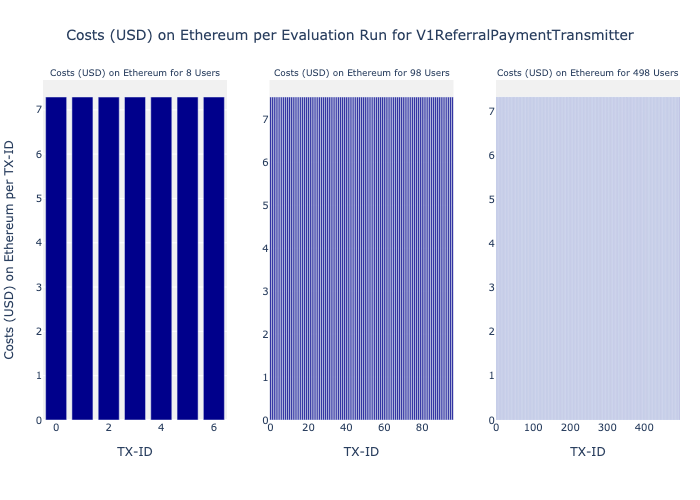 Costs (USD) on Ethereum per Evaluation Run for V1ReferralPaymentTransmitter
Costs (USD) on Ethereum for 8 Users
Costs (USD) on Ethereum for 98 Users
Costs (USD) on Ethereum for 498 Users
Costs (USD) on Ethereum per TX-ID
7
6
5
4
3
2
1
0
0 2 4 6
TX-ID
7
6
5
4
3
2
1
0
0 20 40 60 80
TX-ID
7
6
5
4
3
2
1
0
0 100 200 300 400
TX-ID